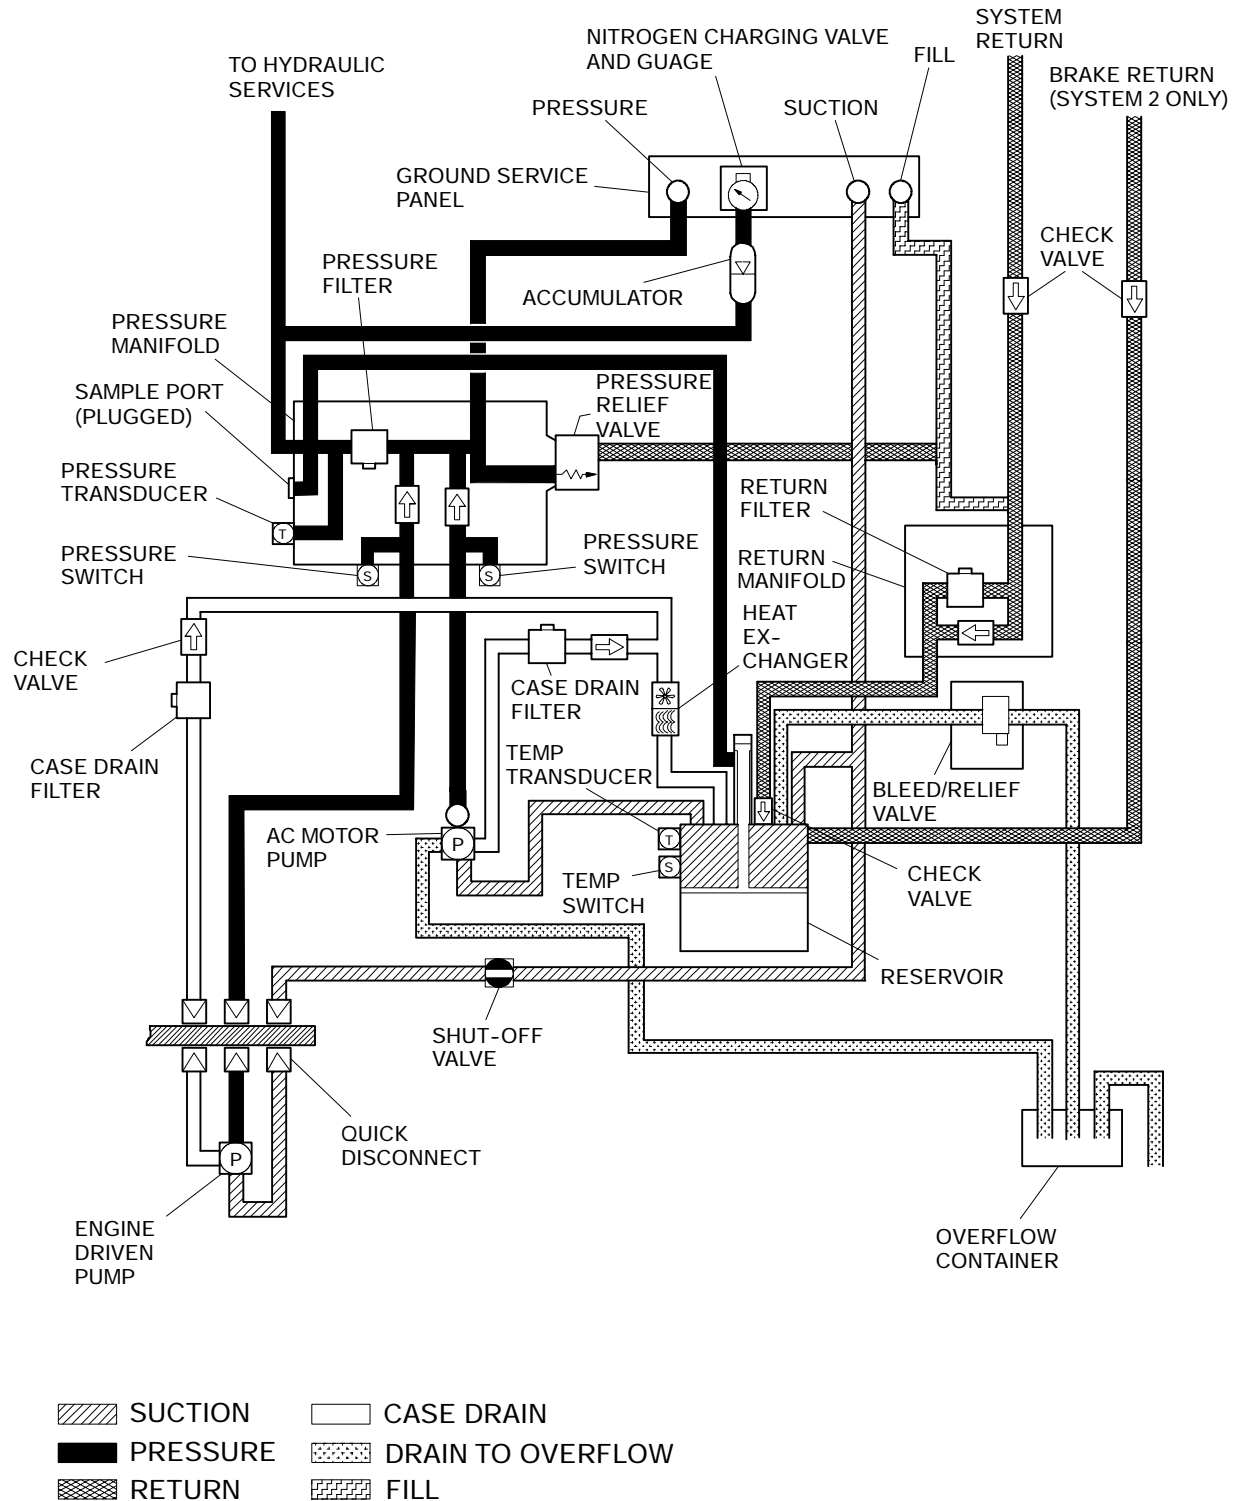 SYSTEM
RETURN
NITROGEN CHARGING VALVE
AND GUAGE
FILL
TO HYDRAULIC
SERVICES
BRAKE RETURN
(SYSTEM 2 ONLY)
PRESSURE
SUCTION
GROUND SERVICE
PANEL
CHECK
VALVE
PRESSURE
FILTER
ACCUMULATOR
PRESSURE
MANIFOLD
SAMPLE PORT
(PLUGGED)
PRESSURE
RELIEF
VALVE
PRESSURE
TRANSDUCER
T
RETURN
FILTER
PRESSURE
SWITCH
S
S
PRESSURE
SWITCH
RETURN
MANIFOLD
HEAT
EX-
CHANGER
CHECK
VALVE
CASE DRAIN
FILTER
CASE DRAIN
FILTER
TEMP
TRANSDUCER
BLEED/RELIEF
VALVE
AC MOTOR
PUMP
P
T
S
TEMP
SWITCH
CHECK
VALVE
RESERVOIR
SHUT-OFF
VALVE
QUICK
DISCONNECT
P
ENGINE
DRIVEN
PUMP
OVERFLOW
CONTAINER
SUCTION
CASE DRAIN
PRESSURE
DRAIN TO OVERFLOW
RETURN
FILL